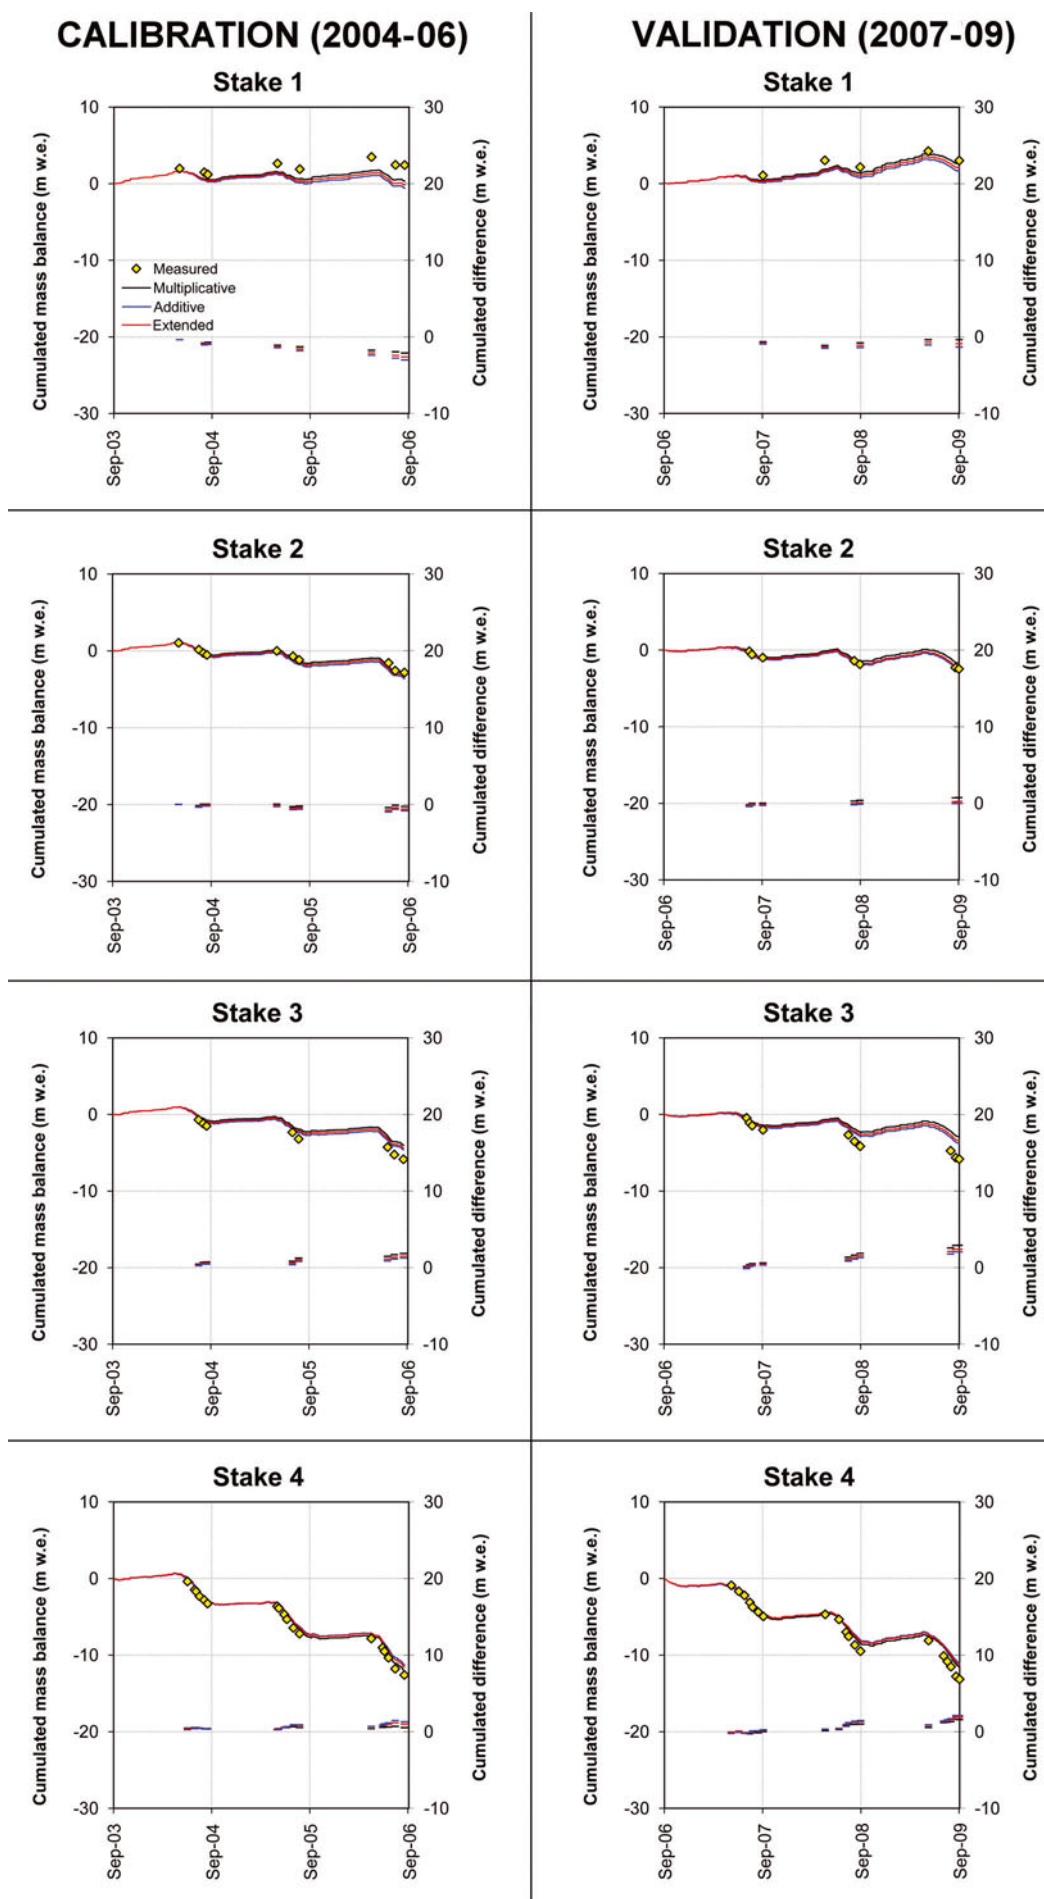 CALIBRATION (2004-06)
VALIDATION (2007-09)
Stake 1
Cumulated mass balance (m w.e.)
10
0
-10
-20
-30
Measured
Multiplicative
Additive
Extended
30
20
10
0
-10
Cumulated difference (m w.e.)
Sep-03
Sep-04
Sep-05
Sep-06
Stake 1
Cumulated mass balance (m w.e.)
10
0
-10
-20
-30
30
20
10
0
-10
Cumulated difference (m w.e.)
Sep-06
Sep-07
Sep-08
Sep-09
Stake 2
Cumulated mass balance (m w.e.)
10
0
-10
-20
-30
30
20
10
0
-10
Cumulated difference (m w.e.)
Sep-03
Sep-04
Sep-05
Sep-06
Stake 2
Cumulated mass balance (m w.e.)
10
0
-10
-20
-30
30
20
10
0
-10
Cumulated difference (m w.e.)
Sep-06
Sep-07
Sep-08
Sep-09
Stake 3
Cumulated mass balance (m w.e.)
10
0
-10
-20
-30
30
20
10
0
-10
Cumulated difference (m w.e.)
Sep-03
Sep-04
Sep-05
Sep-06
Stake 3
Cumulated mass balance (m w.e.)
10
0
-10
-20
-30
30
20
10
0
-10
Cumulated difference (m w.e.)
Sep-06
Sep-07
Sep-08
Sep-09
Stake 4
Cumulated mass balance (m w.e.)
10
0
-10
-20
-30
30
20
10
0
-10
Cumulated difference (m w.e.)
Sep-03
Sep-04
Sep-05
Sep-06
Stake 4
Cumulated mass balance (m w.e.)
10
0
-10
-20
-30
30
20
10
0
-10
Cumulated difference (m w.e.)
Sep-06
Sep-07
Sep-08
Sep-09